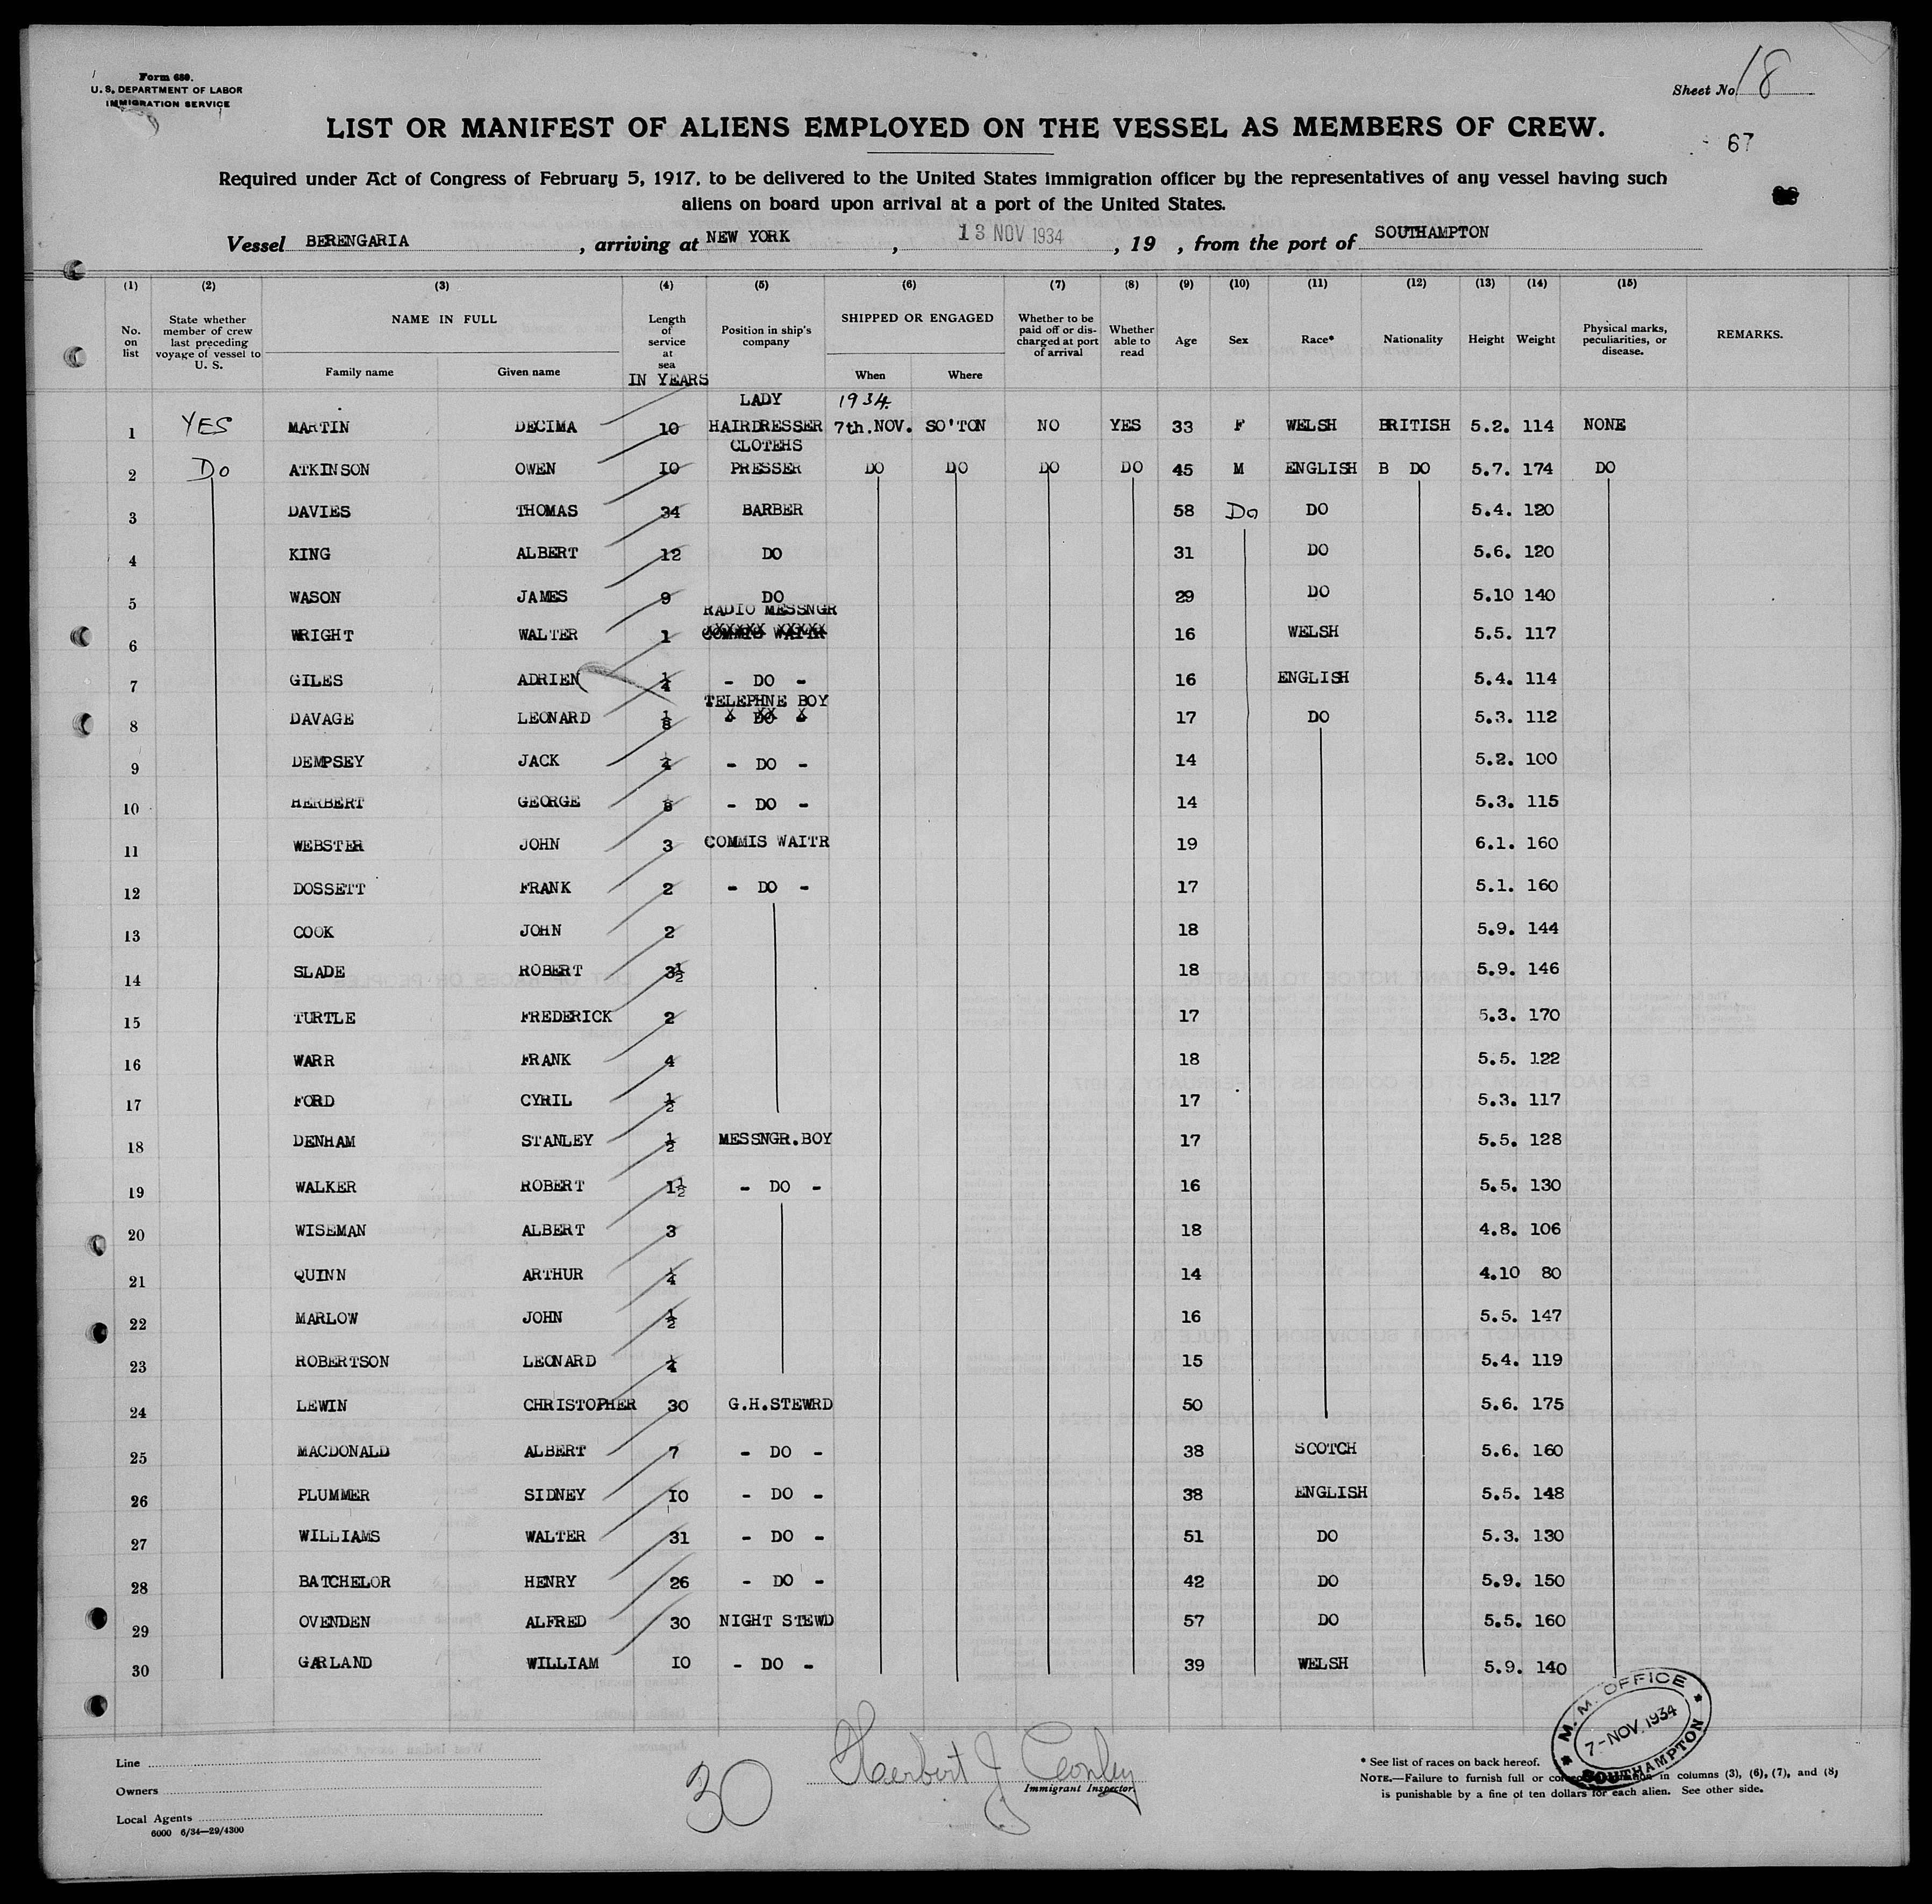 Form 680.
U. S. DEPARTMENT OF LABOR
IMMIGRATION SERVICE
Sheet No. 18
LIST OR MANIFEST OF ALIENS EMPLOYED ON THE VESSEL AS MEMBERS OF CREW.
67
Required under Act of Congress of February 5, 1917, to be delivered to the United States immigration officer by the representatives of any vessel having such
aliens on board upon arrival at a port of the United States.
Vessel BERENGARIA, arriving at NEW YORK, 13 NOV 1934, 19 , from the port of SOUTHAMPTON
(1) (2) (3) (4) (5) (6) (7) (8) (9) (10) (11) (12) (13) (14) (15)
No. on list State whether member of crew last preceding voyage of vessel to U. S. NAME IN FULL Family name Given name Length of service at sea IN YEARS Position in ship's company SHIPPED OR ENGAGED When Where Whether to be paid off or discharged at port of arrival Whether able to read Age Sex Race* Nationality Height Weight Physical marks, peculiarities, or disease. REMARKS.
LADY 1934.
1 YES MARTIN DECIMA 10 HAIRDRESSER 7th.NOV. SO'TON NO YES 33 F WELSH BRITISH 5.2. 114 NONE
CLOTEHS
2 Do ATKINSON OWEN IO PRESSER DO DO DO DO 45 M ENGLISH B DO 5.7. 174 DO
3 DAVIES THOMAS 34 BARBER 58 Do DO 5.4. 120
4 KING ALBERT 12 DO 31 DO 5.6. 120
5 WASON JAMES 9 DO 29 DO 5.10 140
RADIO MESSNGR
6 WRIGHT WALTER 1 COMMIS WAITR 16 WELSH 5.5. 117
7 GILES ADRIEN 1/4 - DO - 16 ENGLISH 5.4. 114
TELEPHNE BOY
8 DAVAGE LEONARD 1/8 DO 17 DO 5.3. 112
9 DEMPSEY JACK 1/4 - DO - 14 5.2. 100
10 HERBERT GEORGE 1/8 - DO - 14 5.3. 115
11 WEBSTER JOHN 3 COMMIS WAITR 19 6.1. 160
12 DOSSETT FRANK 2 - DO - 17 5.1. 160
13 COOK JOHN 2 18 5.9. 144
14 SLADE ROBERT 3 1/2 18 5.9. 146
15 TURTLE FREDERICK 2 17 5.3. 170
16 WARR FRANK 4 18 5.5. 122
17 FORD CYRIL 1/2 17 5.3. 117
18 DENHAM STANLEY 1/2 MESSNGR.BOY 17 5.5. 128
19 WALKER ROBERT 1 1/2 - DO - 16 5.5. 130
20 WISEMAN ALBERT 3 18 4.8. 106
21 QUINN ARTHUR 1/4 14 4.10 80
22 MARLOW JOHN 1/2 16 5.5. 147
23 ROBERTSON LEONARD 1/4 15 5.4. 119
24 LEWIN CHRISTOPHER 30 G.H.STEWRD 50 5.6. 175
25 MACDONALD ALBERT 7 - DO - 38 SCOTCH 5.6. 160
26 PLUMMER SIDNEY IO - DO - 38 ENGLISH 5.5. 148
27 WILLIAMS WALTER 31 - DO - 51 DO 5.3. 130
28 BATCHELOR HENRY 26 - DO - 42 DO 5.9. 150
29 OVENDEN ALFRED 30 NIGHT STEWD 57 DO 5.5. 160
30 GARLAND WILLIAM IO - DO - 39 WELSH 5.9. 140
M. M. OFFICE
7-NOV.1934
SOUTHAMPTON
Line
Owners
Local Agents
6000 6/34—29/4300
30
Herbert J Conley
Immigrant Inspector.
* See list of races on back hereof.
NOTE.—Failure to furnish full or in columns (3), (6), (7), and (8)
is punishable by a fine of ten dollars for each alien. See other side.